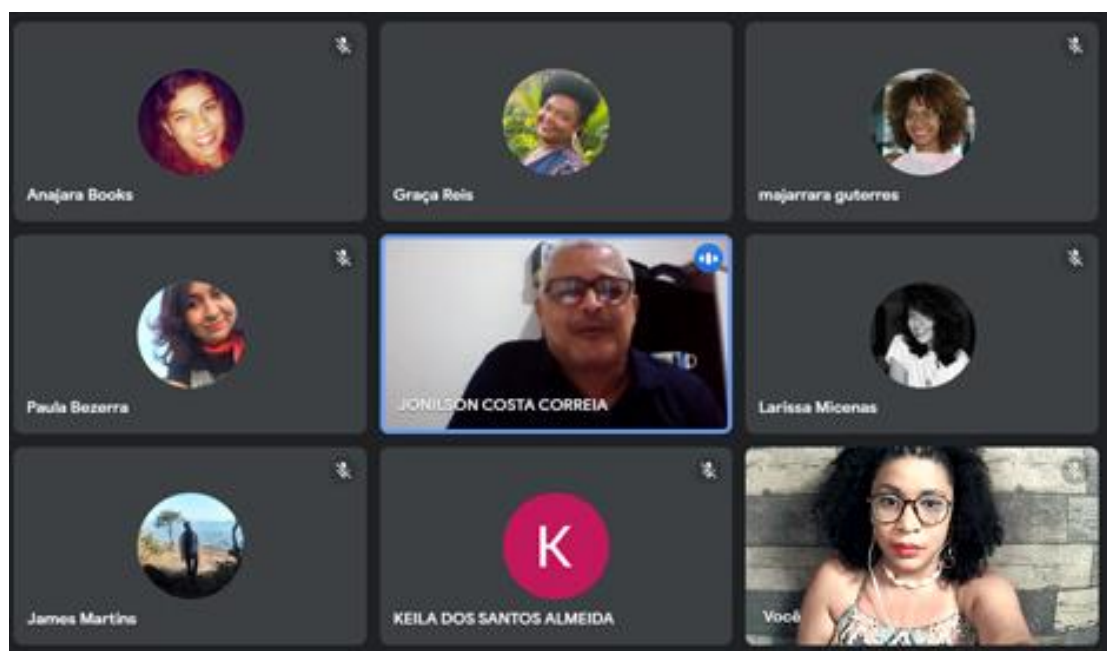 Anajara Books
Graça Reis
majarrara guterres
Paula Bezerra
JONILSON COSTA CORREIA
Larissa Micenas
James Martins
K
KEILA DOS SANTOS ALMEIDA
Você